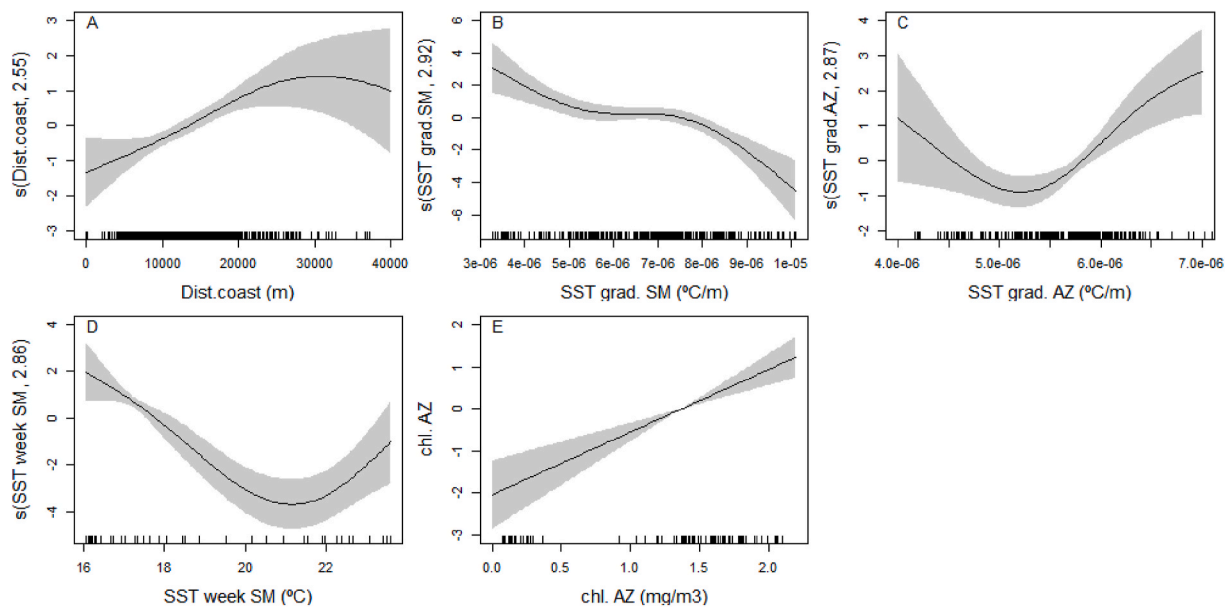 A
s(Dist.coast, 2.55)
3
2
1
0
-1
-2
-3
0 10000 20000 30000 40000
Dist.coast (m)
B
s(SST grad.SM, 2.92)
6
4
2
0
-2
-4
-6
3e-06 4e-06 5e-06 6e-06 7e-06 8e-06 9e-06 1e-05
SST grad. SM (ºC/m)
C
s(SST grad.AZ, 2.87)
4
3
2
1
0
-1
-2
4.0e-06 5.0e-06 6.0e-06 7.0e-06
SST grad. AZ (ºC/m)
D
s(SST week SM, 2.86)
4
2
0
-2
-4
16 18 20 22
SST week SM (ºC)
E
chl. AZ
2
1
0
-1
-2
-3
0.0 0.5 1.0 1.5 2.0
chl. AZ (mg/m3)